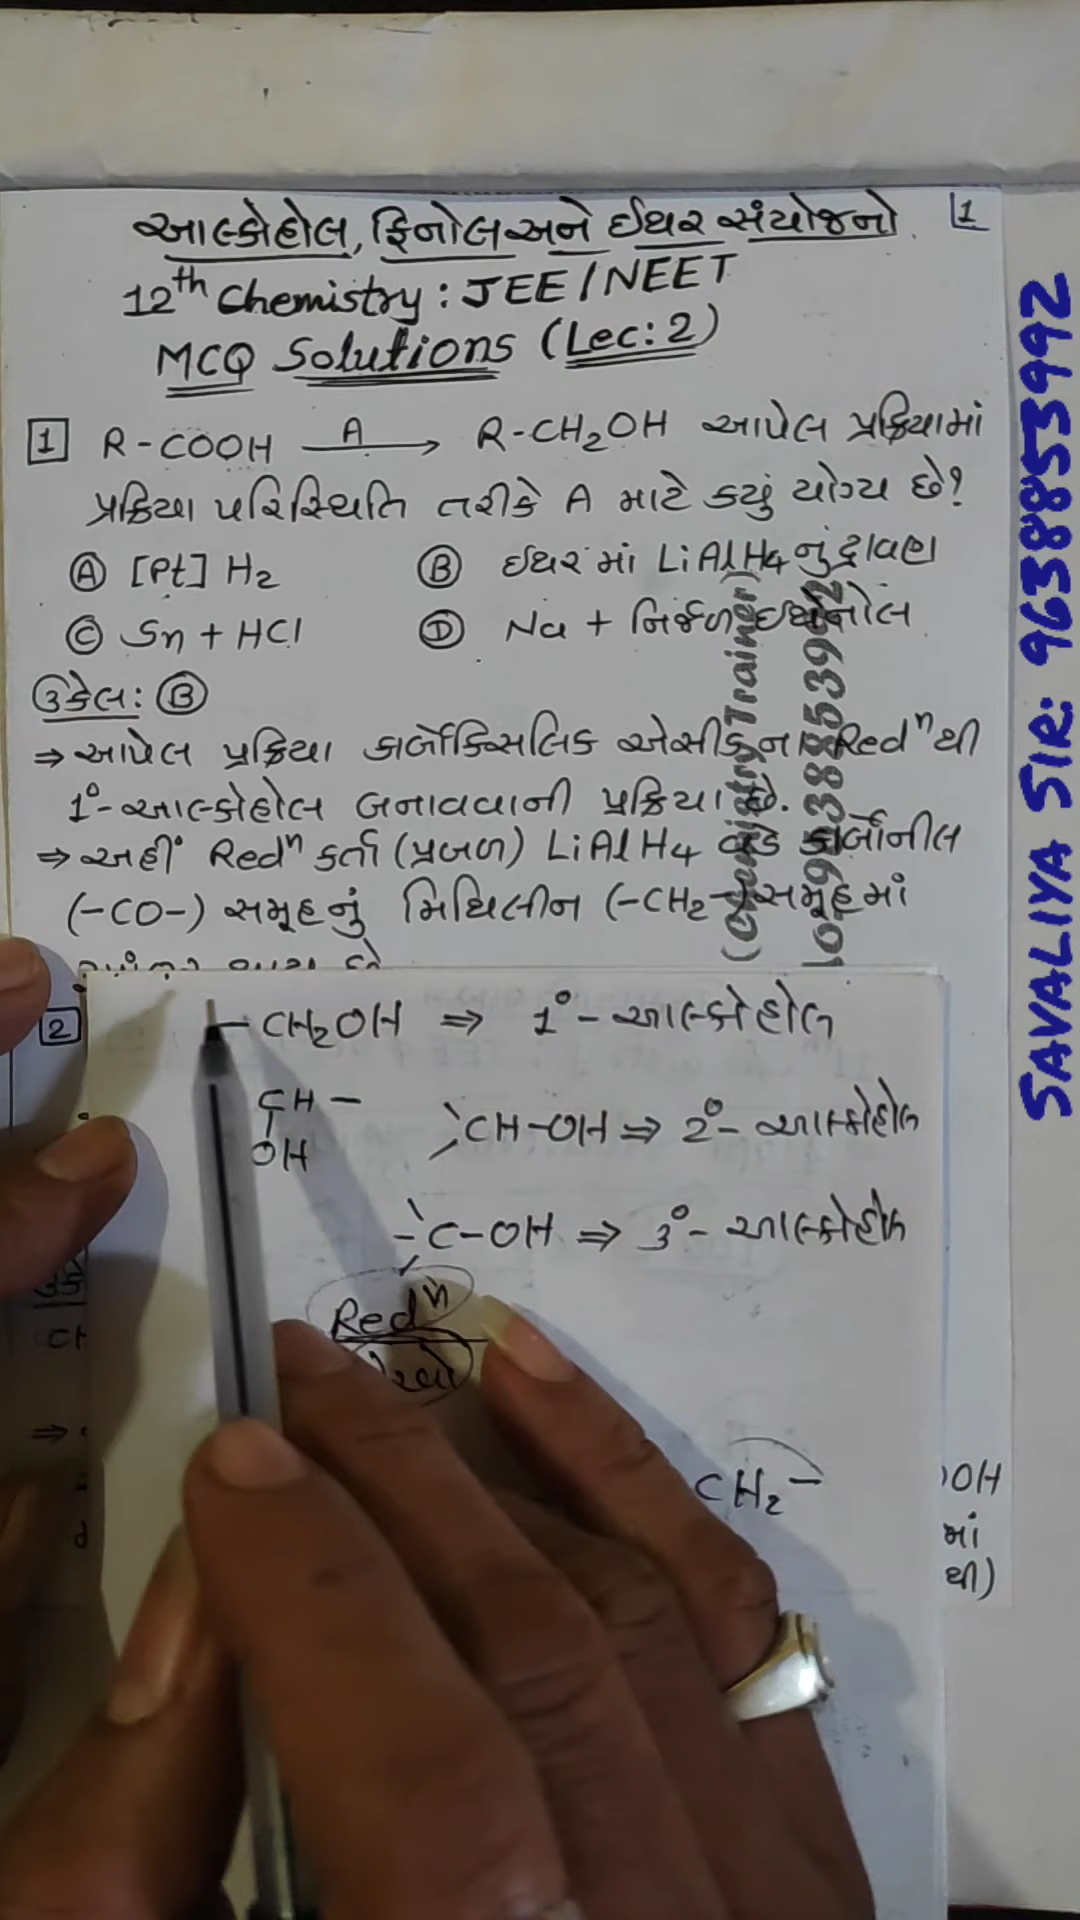 આલ્કોહોલ, ફિનોલ અને ઈથર સંયોજનો. 1
12th Chemistry: JEE/NEET
MCQ Solutions (Lec:2)
1 R-COOH A → R-CH2OH આપેલ પ્રક્રિયામાં
પ્રક્રિયા પરિસ્થિતિ તરીકે A માટે કયું યોગ્ય છે?
A [Pt] H2 B ઈથર માં LiAlH4 નું દ્રાવણ
C Sn + HCl D Na + નિર્જળ ઈથેનોલ
ઉકેલ: B
⇒ આપેલ પ્રક્રિયા કાર્બોક્સિલિક એસીડ ના Redn થી
1°-આલ્કોહોલ બનાવવાની પ્રક્રિયા છે.
⇒ અહીં Redn કર્તા (પ્રબળ) LiAlH4 વડે કાર્બોનીલ
(-CO-) સમૂહનું મિથિલીન (-CH2-) સમૂહમાં
2 -CH2OH ⇒ 1°- આલ્કોહોલ
CH -
OH
>CH-OH ⇒ 2°- આલ્કોહોલ
-C-OH ⇒ 3°- આલ્કોહોલ
Redn
CH2-
OH
માં
થી)
(Chemistry Trainer)
9638853992
SAVALIYA SIR: 9638853992